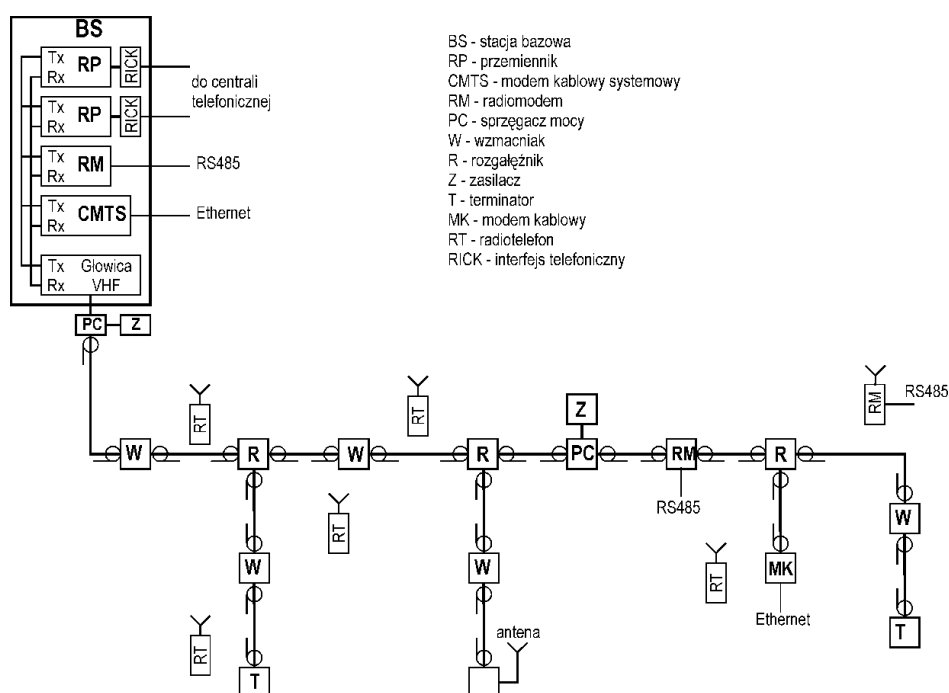 BS
Tx
Rx
RP
RICK
do centrali
telefonicznej
Tx
Rx
RP
RICK
Tx
Rx
RM
RS485
Tx
Rx
CMTS
Ethernet
Tx
Rx
Głowica
VHF
PC
Z
BS - stacja bazowa
RP - przemiennik
CMTS - modem kablowy systemowy
RM - radiomodem
PC - sprzęgacz mocy
W - wzmacniak
R - rozgałęźnik
Z - zasilacz
T - terminator
MK - modem kablowy
RT - radiotelefon
RICK - interfejs telefoniczny
RT
RT
Z
RM
RS485
W
R
W
R
PC
RM
R
RS485
RT
W
W
W
RT
MK
Ethernet
RT
T
antena
T